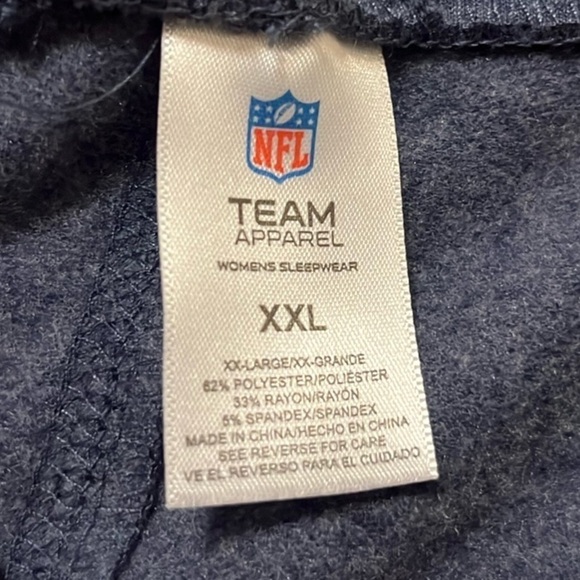 NFL
TEAM
APPAREL
WOMENS SLEEPWEAR
XXL
XX-LARGE/XX-GRANDE
62% POLYESTER/POLIÉSTER
33% RAYON/RAYÓN
5% SPANDEX/SPANDEX
MADE IN CHINA/HECHO EN CHINA
SEE REVERSE FOR CARE
VE EL REVERSO PARA EL CUIDADO